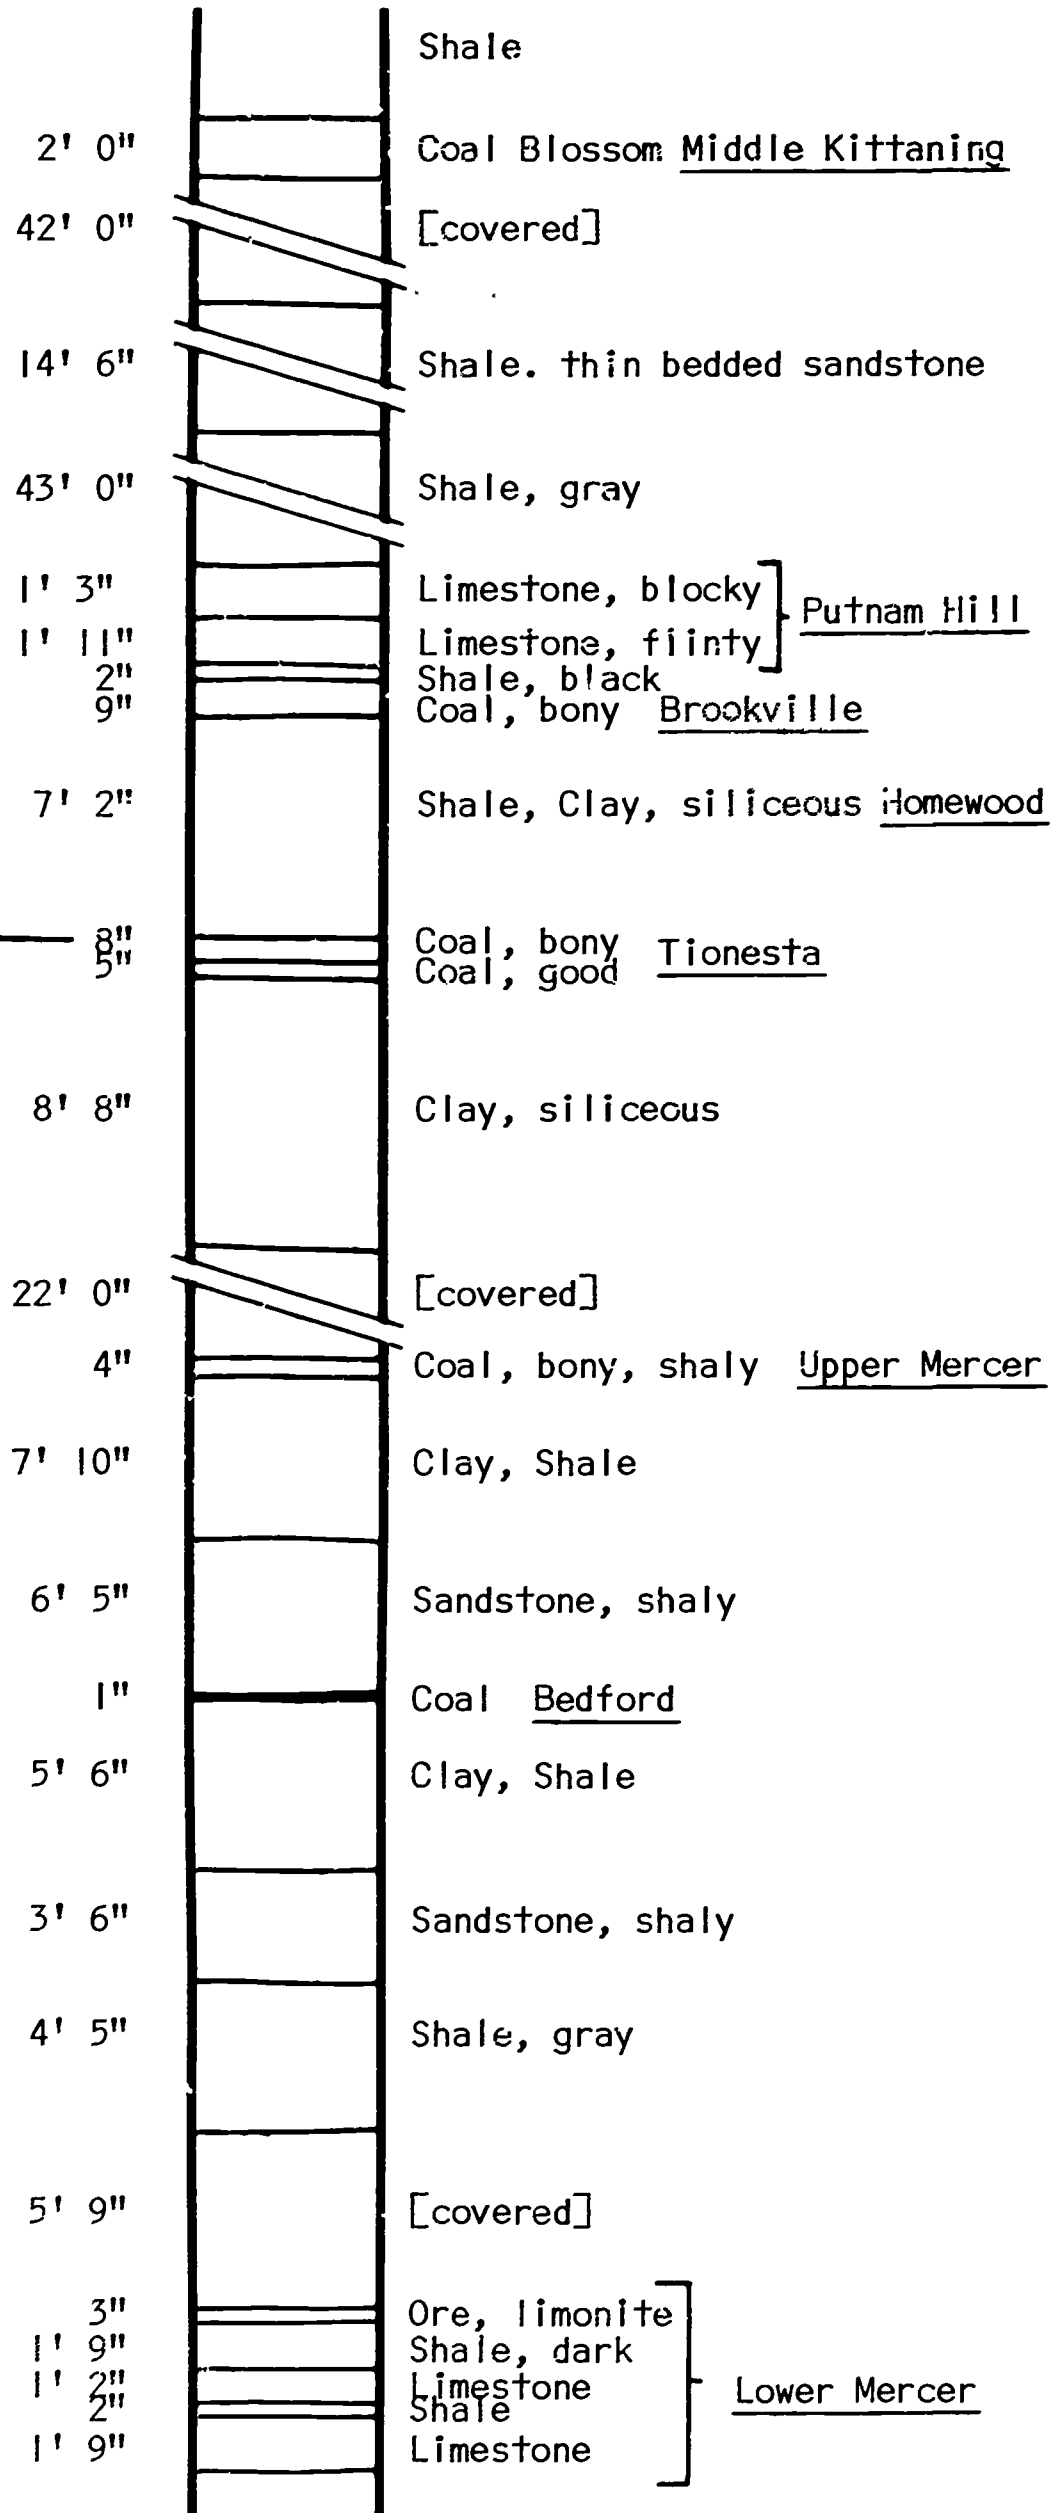 Shale
2' 0" Coal Blossom Middle Kittaning
42' 0" [covered]
14' 6" Shale. thin bedded sandstone
43' 0" Shale, gray
1' 3" Limestone, blocky
Putnam Hill
1' 11" Limestone, flinty
2" Shale, black
9" Coal, bony Brookville
7' 2" Shale, Clay, siliceous Homewood
8" Coal, bony
Tionesta
5" Coal, good
8' 8" Clay, siliceous
22' 0" [covered]
4" Coal, bony, shaly Upper Mercer
7' 10" Clay, Shale
6' 5" Sandstone, shaly
1" Coal Bedford
5' 6" Clay, Shale
3' 6" Sandstone, shaly
4' 5" Shale, gray
5' 9" [covered]
3" Ore, limonite
1' 9" Shale, dark
1' 2" Limestone
Lower Mercer
2" Shale
1' 9" Limestone